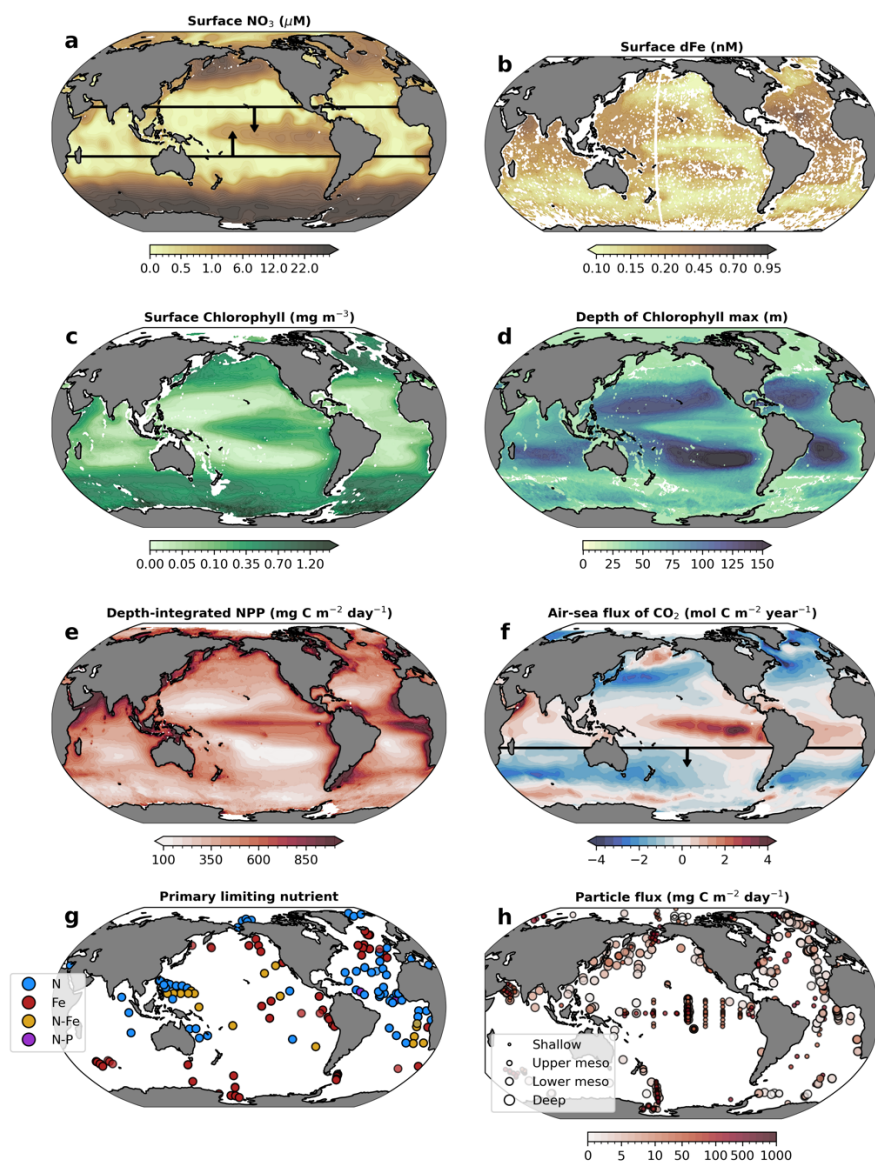 a
Surface NO₃ (μM)
0.0 0.5 1.0 6.0 12.0 22.0
b
Surface dFe (nM)
0.10 0.15 0.20 0.45 0.70 0.95
c
Surface Chlorophyll (mg m⁻³)
0.00 0.05 0.10 0.35 0.70 1.20
d
Depth of Chlorophyll max (m)
0 25 50 75 100 125 150
e
Depth-integrated NPP (mg C m⁻² day⁻¹)
100 350 600 850
f
Air-sea flux of CO₂ (mol C m⁻² year⁻¹)
−4 −2 0 2 4
g
Primary limiting nutrient
N
Fe
N-Fe
N-P
h
Particle flux (mg C m⁻² day⁻¹)
Shallow
Upper meso
Lower meso
Deep
0 5 10 50 100 500 1000